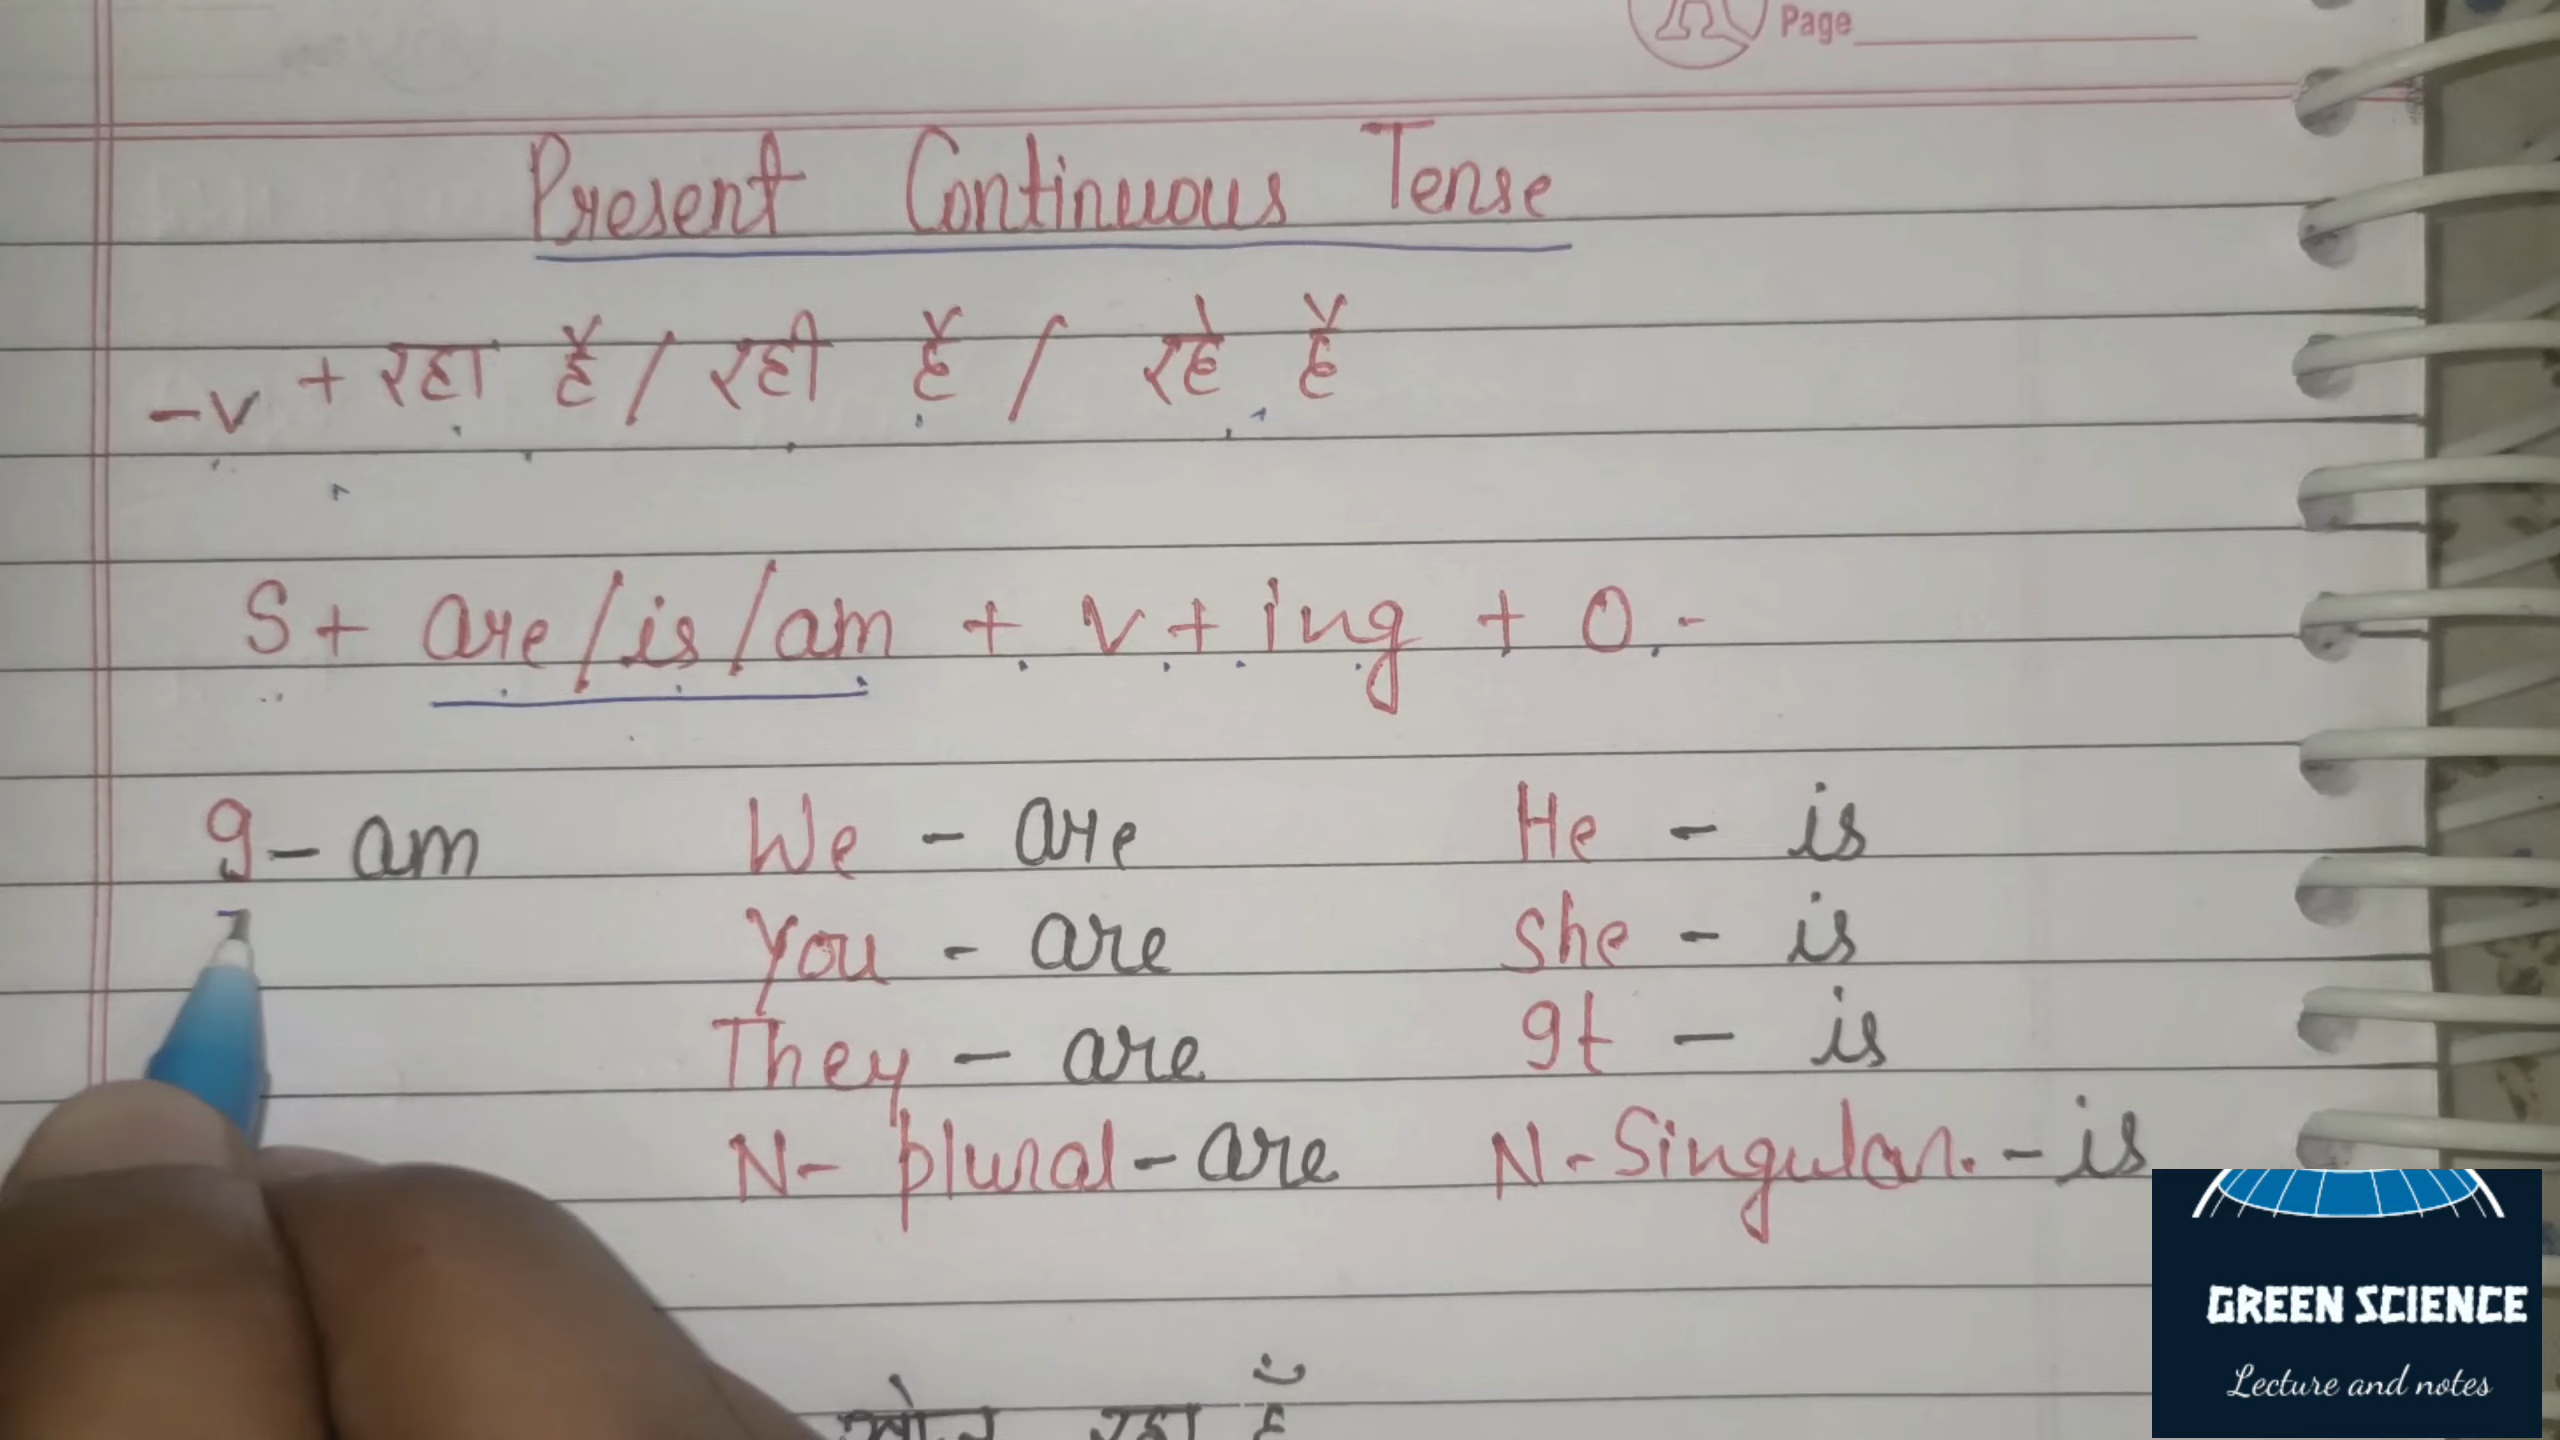 Page
Present Continuous Tense
-v + रहा हैं / रही हैं / रहे हैं
S + are/is/am + v + ing + O.-
I - am We - are He - is
You - are She - is
They - are It - is
N- plural - are N- Singular. - is
रहा
GREEN SCIENCE
Lecture and notes